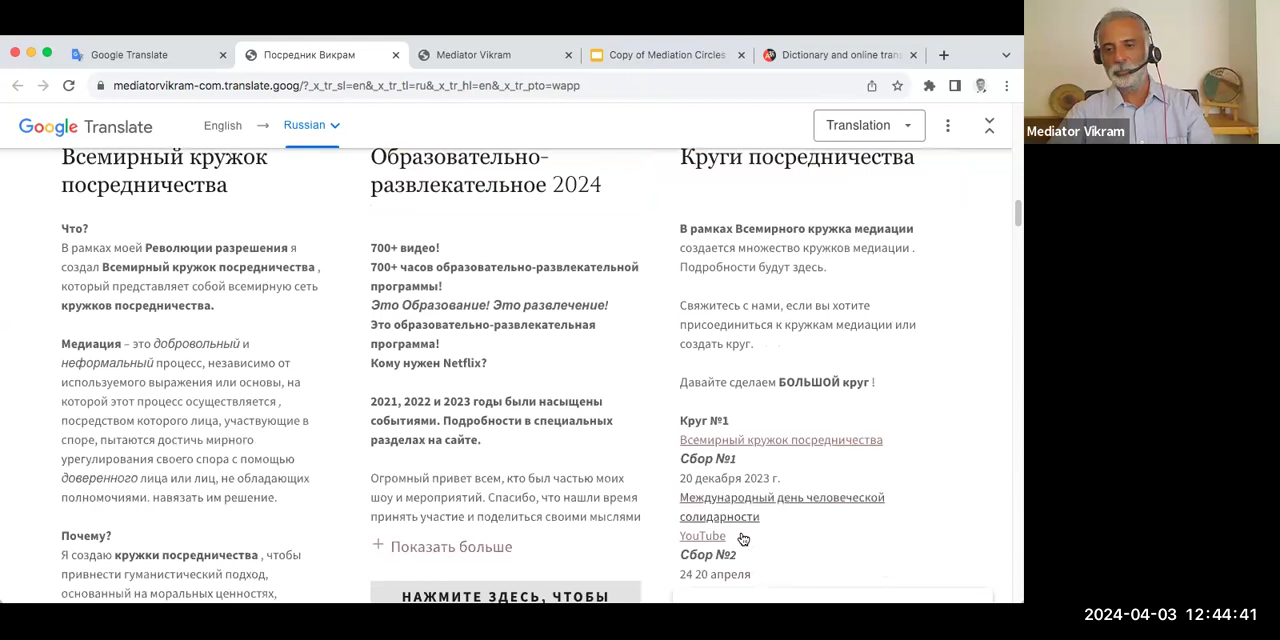 Google Translate
Посредник Викрам
Mediator Vikram
Copy of Mediation Circles
Dictionary and online tran
mediatorvikram-com.translate.goog/?_x_tr_sl=en&_x_tr_tl=ru&_x_tr_hl=en&_x_tr_pto=wapp
Mediator Vikram
Google Translate
English → Russian
Translation
Всемирный кружок
посредничества
Что?
В рамках моей Революции разрешения я
создал Всемирный кружок посредничества ,
который представляет собой всемирную сеть
кружков посредничества.
Медиация – это добровольный и
неформальный процесс, независимо от
используемого выражения или основы, на
которой этот процесс осуществляется ,
посредством которого лица, участвующие в
споре, пытаются достичь мирного
урегулирования своего спора с помощью
доверенного лица или лиц, не обладающих
полномочиями. навязать им решение.
Почему?
Я создаю кружки посредничества , чтобы
привнести гуманистический подход,
основанный на моральных ценностях,
Образовательно-
развлекательное 2024
700+ видео!
700+ часов образовательно-развлекательной
программы!
Это Образование! Это развлечение!
Это образовательно-развлекательная
программа!
Кому нужен Netflix?
2021, 2022 и 2023 годы были насыщены
событиями. Подробности в специальных
разделах на сайте.
Огромный привет всем, кто был частью моих
шоу и мероприятий. Спасибо, что нашли время
принять участие и поделиться своими мыслями
+ Показать больше
НАЖМИТЕ ЗДЕСЬ, ЧТОБЫ
Круги посредничества
В рамках Всемирного кружка медиации
создается множество кружков медиации .
Подробности будут здесь.
Свяжитесь с нами, если вы хотите
присоединиться к кружкам медиации или
создать круг.
Давайте сделаем БОЛЬШОЙ круг !
Круг №1
Всемирный кружок посредничества
Сбор №1
20 декабря 2023 г.
Международный день человеческой
солидарности
YouTube
Сбор №2
24 20 апреля
2024-04-03 12:44:41